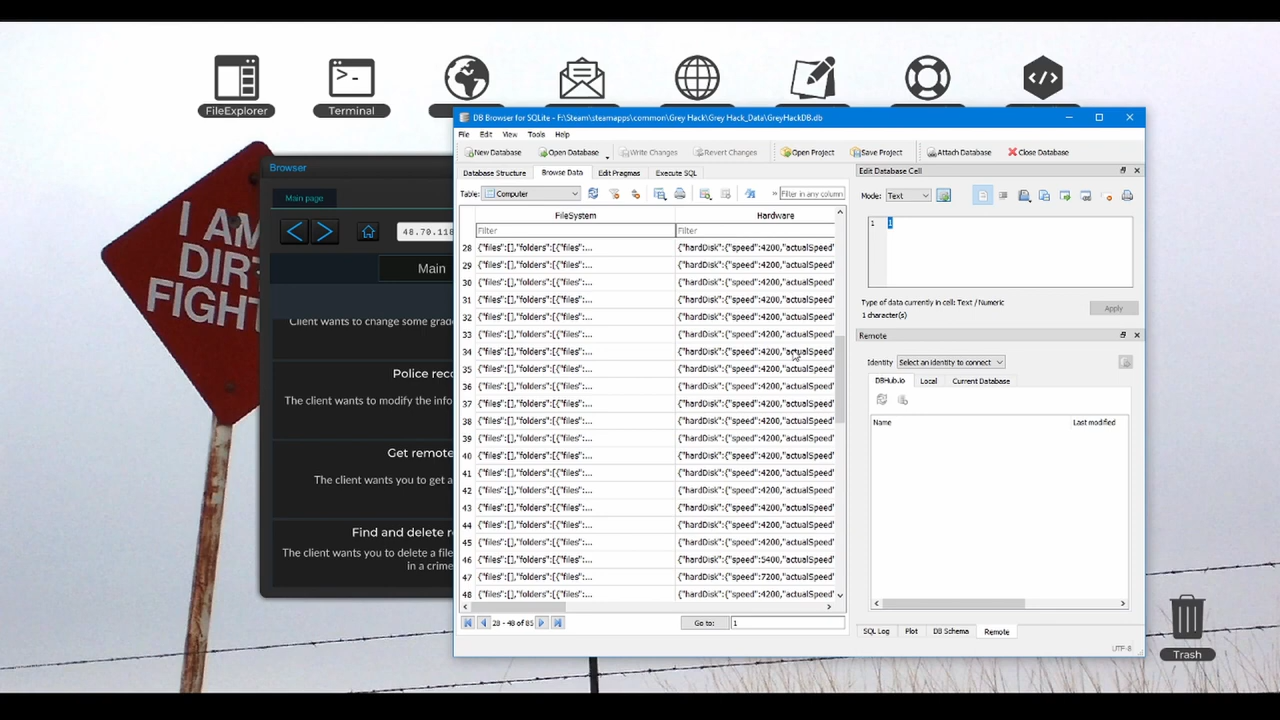 FileExplorer
Terminal
I AM
DIR
FIGHT
Browser
Main page
48.70.118
Main
Client wants to change some grad
Police reco
The client wants to modify the info
Get remote
The client wants you to get a
Find and delete r
The client wants you to delete a file
in a crime
DB Browser for SQLite - F:\Steam\steamapps\common\Grey Hack\Grey Hack_Data\GreyHackDB.db
File Edit View Tools Help
New Database Open Database Write Changes Revert Changes Open Project Save Project Attach Database Close Database
Database Structure Browse Data Edit Pragmas Execute SQL
Table: Computer » Filter in any column
FileSystem Hardware
Filter Filter
28 {"files":[],"folders":[{"files":... {"hardDisk":{"speed":4200,"actualSpeed"
29 {"files":[],"folders":[{"files":... {"hardDisk":{"speed":4200,"actualSpeed"
30 {"files":[],"folders":[{"files":... {"hardDisk":{"speed":4200,"actualSpeed"
31 {"files":[],"folders":[{"files":... {"hardDisk":{"speed":4200,"actualSpeed"
32 {"files":[],"folders":[{"files":... {"hardDisk":{"speed":4200,"actualSpeed"
33 {"files":[],"folders":[{"files":... {"hardDisk":{"speed":4200,"actualSpeed"
34 {"files":[],"folders":[{"files":... {"hardDisk":{"speed":4200,"actualSpeed"
35 {"files":[],"folders":[{"files":... {"hardDisk":{"speed":4200,"actualSpeed"
36 {"files":[],"folders":[{"files":... {"hardDisk":{"speed":4200,"actualSpeed"
37 {"files":[],"folders":[{"files":... {"hardDisk":{"speed":4200,"actualSpeed"
38 {"files":[],"folders":[{"files":... {"hardDisk":{"speed":4200,"actualSpeed"
39 {"files":[],"folders":[{"files":... {"hardDisk":{"speed":4200,"actualSpeed"
40 {"files":[],"folders":[{"files":... {"hardDisk":{"speed":4200,"actualSpeed"
41 {"files":[],"folders":[{"files":... {"hardDisk":{"speed":4200,"actualSpeed"
42 {"files":[],"folders":[{"files":... {"hardDisk":{"speed":4200,"actualSpeed"
43 {"files":[],"folders":[{"files":... {"hardDisk":{"speed":4200,"actualSpeed"
44 {"files":[],"folders":[{"files":... {"hardDisk":{"speed":4200,"actualSpeed"
45 {"files":[],"folders":[{"files":... {"hardDisk":{"speed":4200,"actualSpeed"
46 {"files":[],"folders":[{"files":... {"hardDisk":{"speed":5400,"actualSpeed"
47 {"files":[],"folders":[{"files":... {"hardDisk":{"speed":7200,"actualSpeed"
48 {"files":[],"folders":[{"files":... {"hardDisk":{"speed":4200,"actualSpeed"
28 - 48 of 85 Go to: 1
Edit Database Cell
Mode: Text
1 1
Type of data currently in cell: Text / Numeric
1 character(s)
Apply
Remote
Identity Select an identity to connect
DBHub.io Local Current Database
Name Last modified
SQL Log Plot DB Schema Remote
UTF-8
Trash